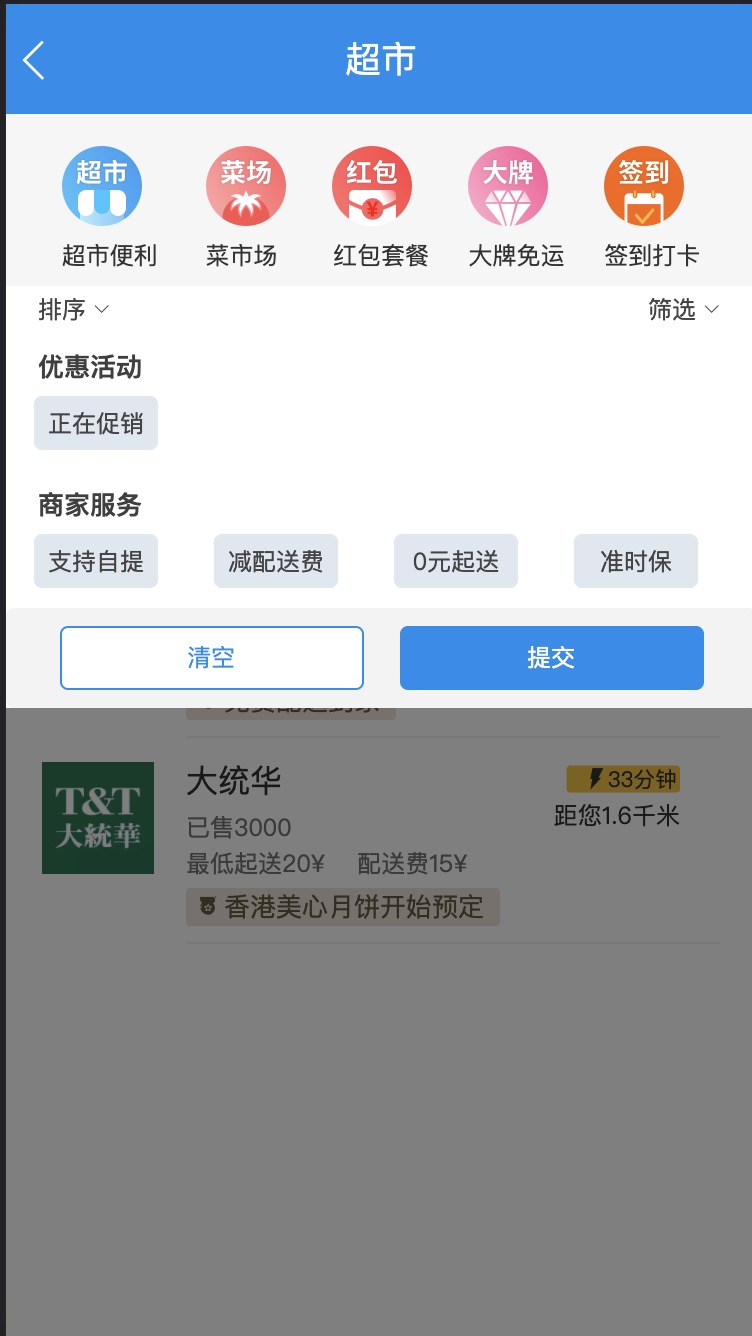 超市
超市 菜场 红包 大牌 签到
超市便利 菜市场 红包套餐 大牌免运 签到打卡
排序 筛选
优惠活动
正在促销
商家服务
支持自提 减配送费 0元起送 准时保
清空 提交
T&T
大統華
大统华
33分钟
已售3000
距您1.6千米
最低起送20¥ 配送费15¥
香港美心月饼开始预定